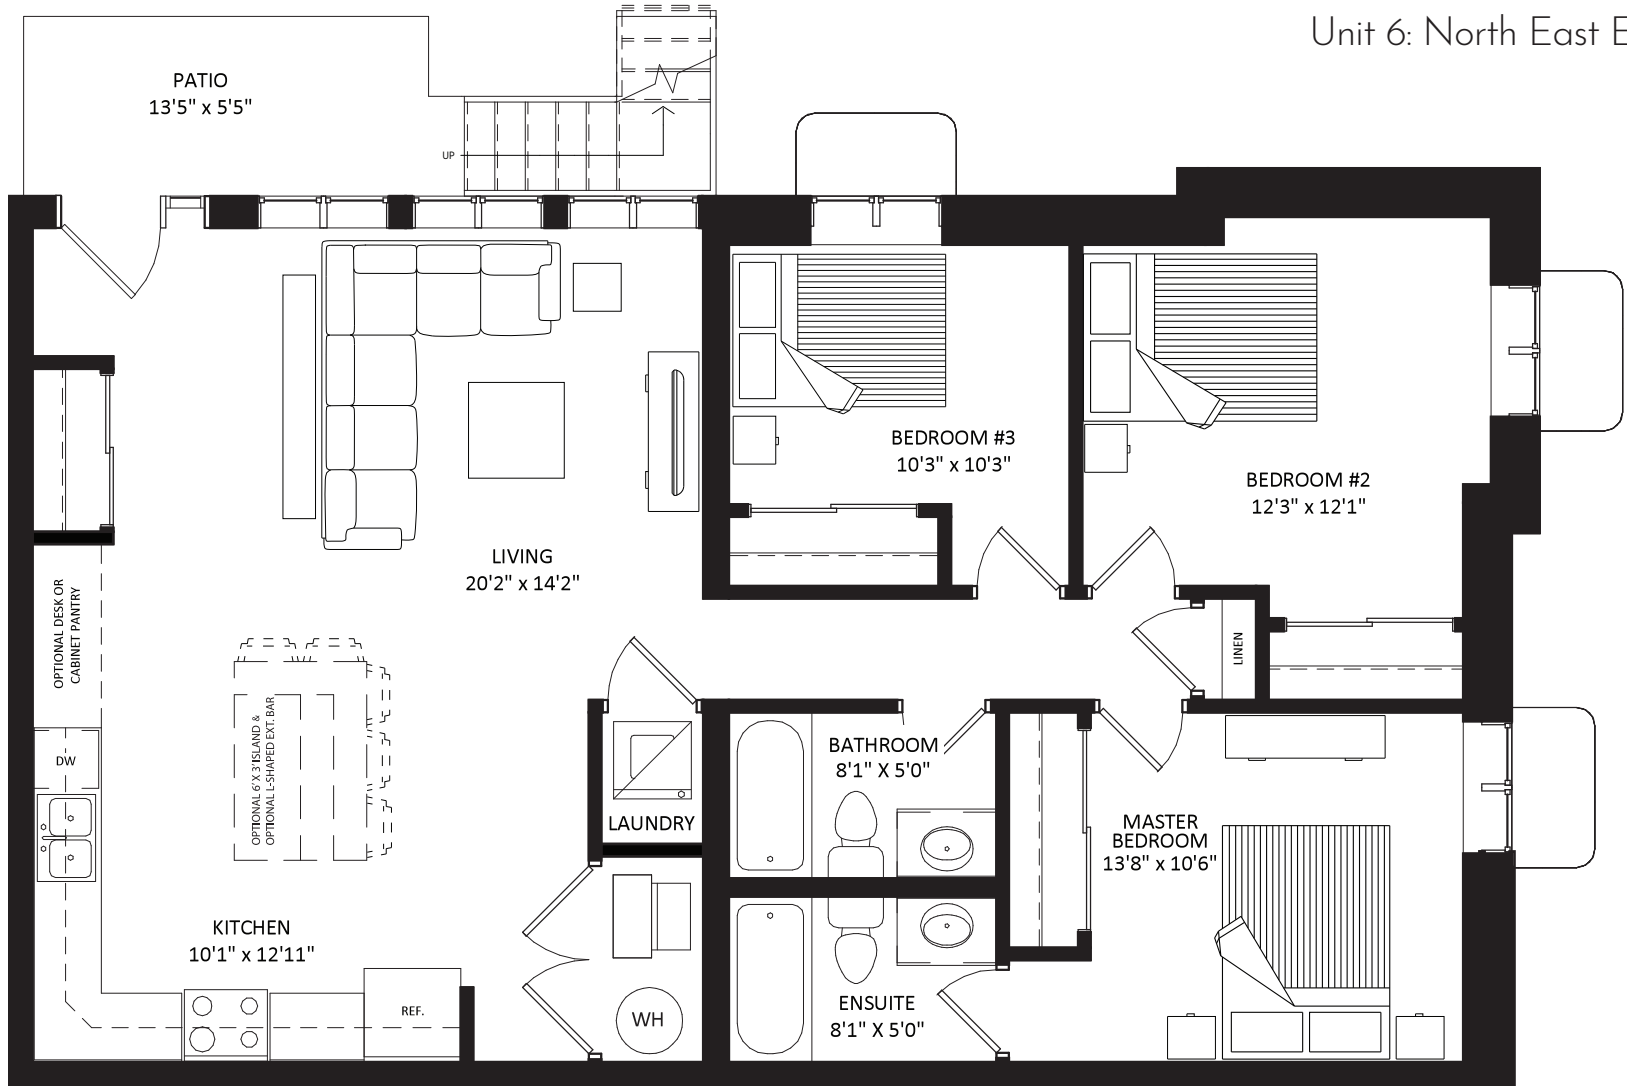 Unit 6: North East E
PATIO
13'5" x 5'5"
UP
BEDROOM #3
10'3" x 10'3"
BEDROOM #2
12'3" x 12'1"
LIVING
20'2" x 14'2"
OPTIONAL DESK OR
CABINET PANTRY
LINEN
OPTIONAL 6' X 3' ISLAND &
OPTIONAL L-SHAPED EXT. BAR
DW
BATHROOM
8'1" X 5'0"
LAUNDRY
MASTER
BEDROOM
13'8" x 10'6"
KITCHEN
10'1" x 12'11"
REF.
WH
ENSUITE
8'1" X 5'0"